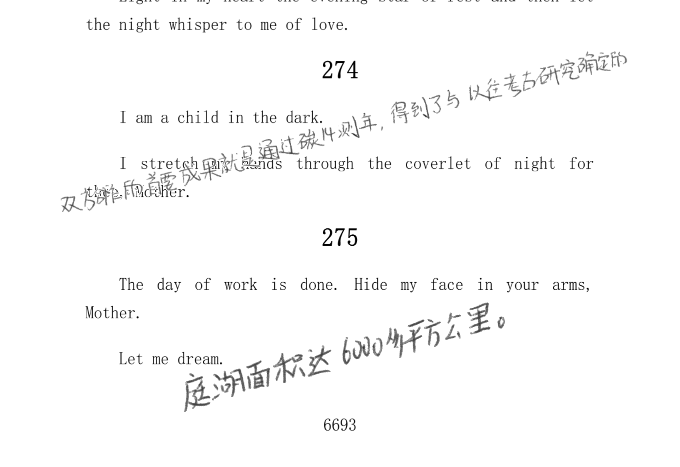 the night whisper to me of love.
274
I am a child in the dark.
I stretch my hands through the coverlet of night for
thee, Mother.
双方合作的首要成果就是通过碳14测年,得到了与以往考古研究确定的
275
The day of work is done. Hide my face in your arms,
Mother.
Let me dream.
庭湖面积达6000多平方公里。
6693